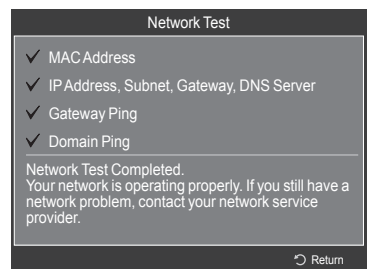 Network Test
MAC Address
IP Address, Subnet, Gateway, DNS Server
Gateway Ping
Domain Ping
Network Test Completed.
Your network is operating properly. If you still have a
network problem, contact your network service
provider.
Return